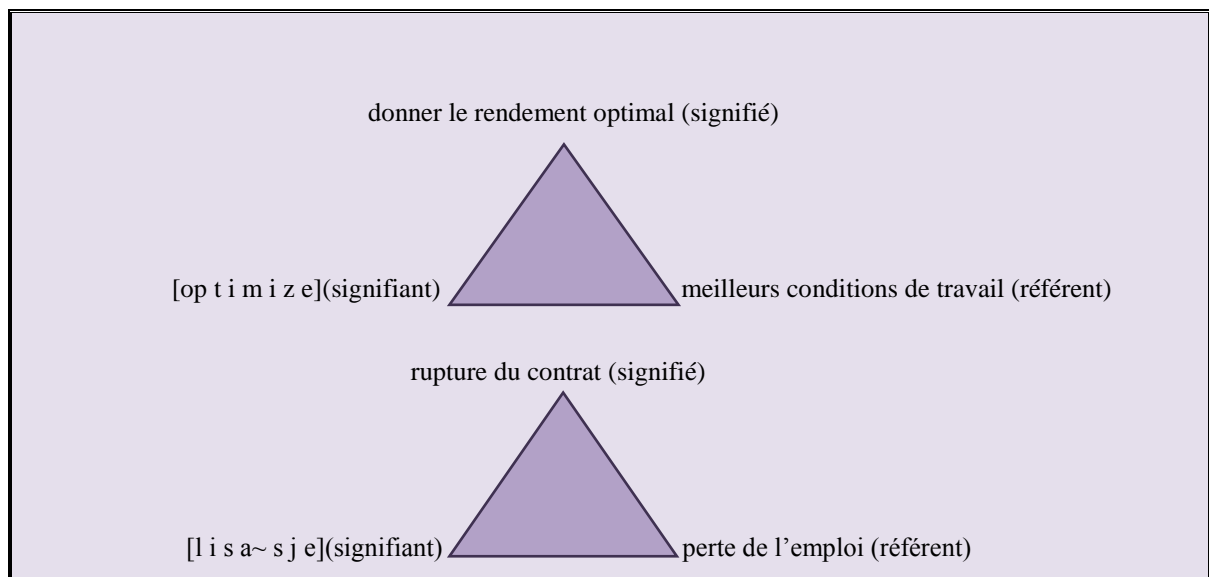 donner le rendement optimal (signifié)
[op t i m i z e](signifiant) meilleurs conditions de travail (référent)
rupture du contrat (signifié)
[l i s a~ s j e](signifiant) perte de l’emploi (référent)